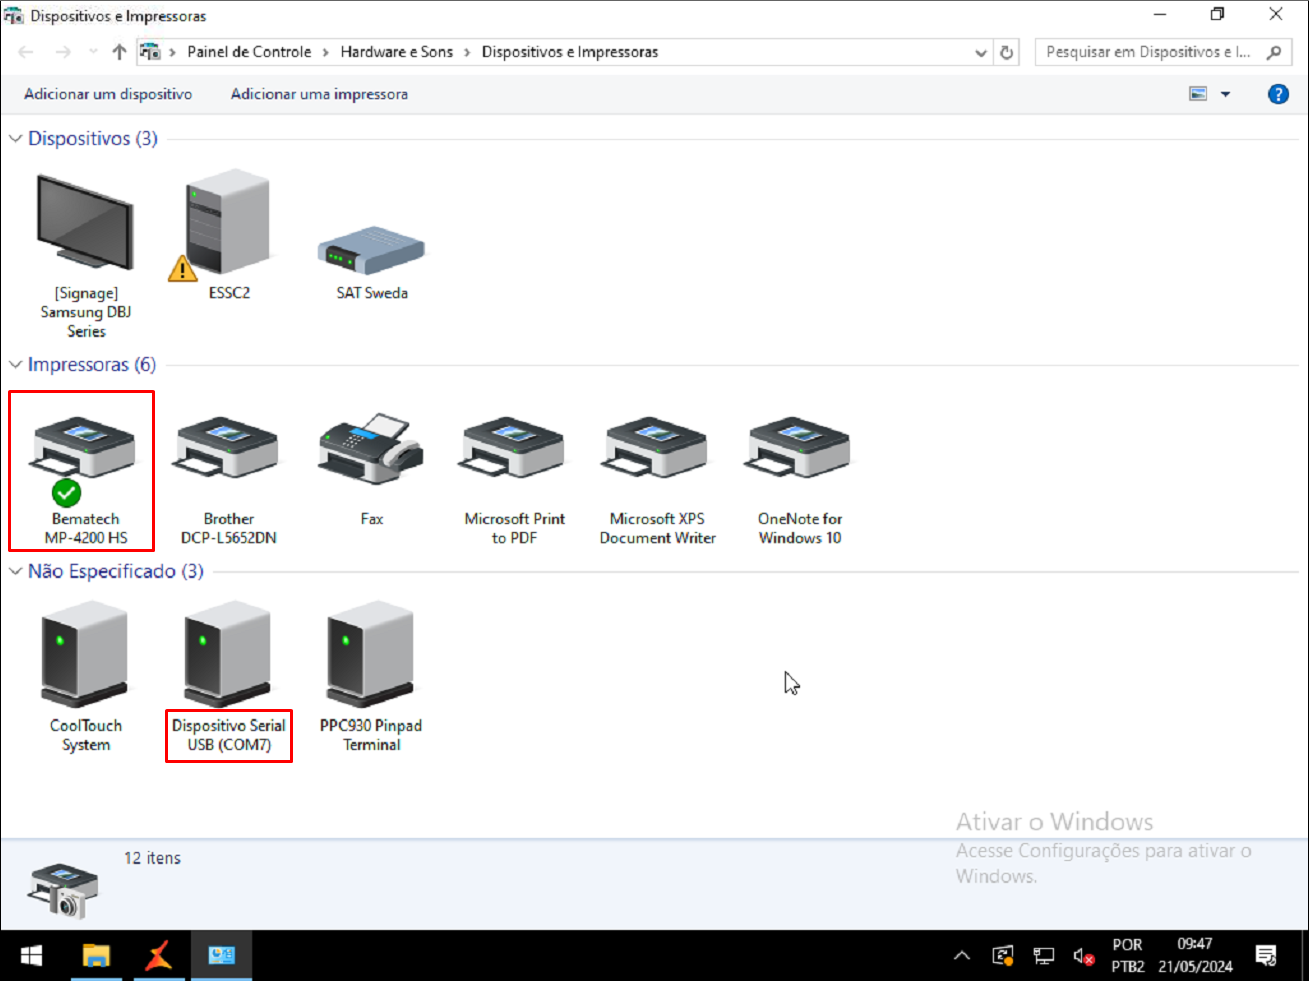 Dispositivos e Impressoras
Painel de Controle > Hardware e Sons > Dispositivos e Impressoras
Pesquisar em Dispositivos e I...
Adicionar um dispositivo
Adicionar uma impressora
?
Dispositivos (3)
[Signage]
Samsung DBJ
Series
ESSC2
SAT Sweda
Impressoras (6)
Bematech
MP-4200 HS
Brother
DCP-L5652DN
Fax
Microsoft Print
to PDF
Microsoft XPS
Document Writer
OneNote for
Windows 10
Não Especificado (3)
CoolTouch
System
Dispositivo Serial
USB (COM7)
PPC930 Pinpad
Terminal
Ativar o Windows
Acesse Configurações para ativar o
Windows.
12 itens
POR
PTB2
09:47
21/05/2024